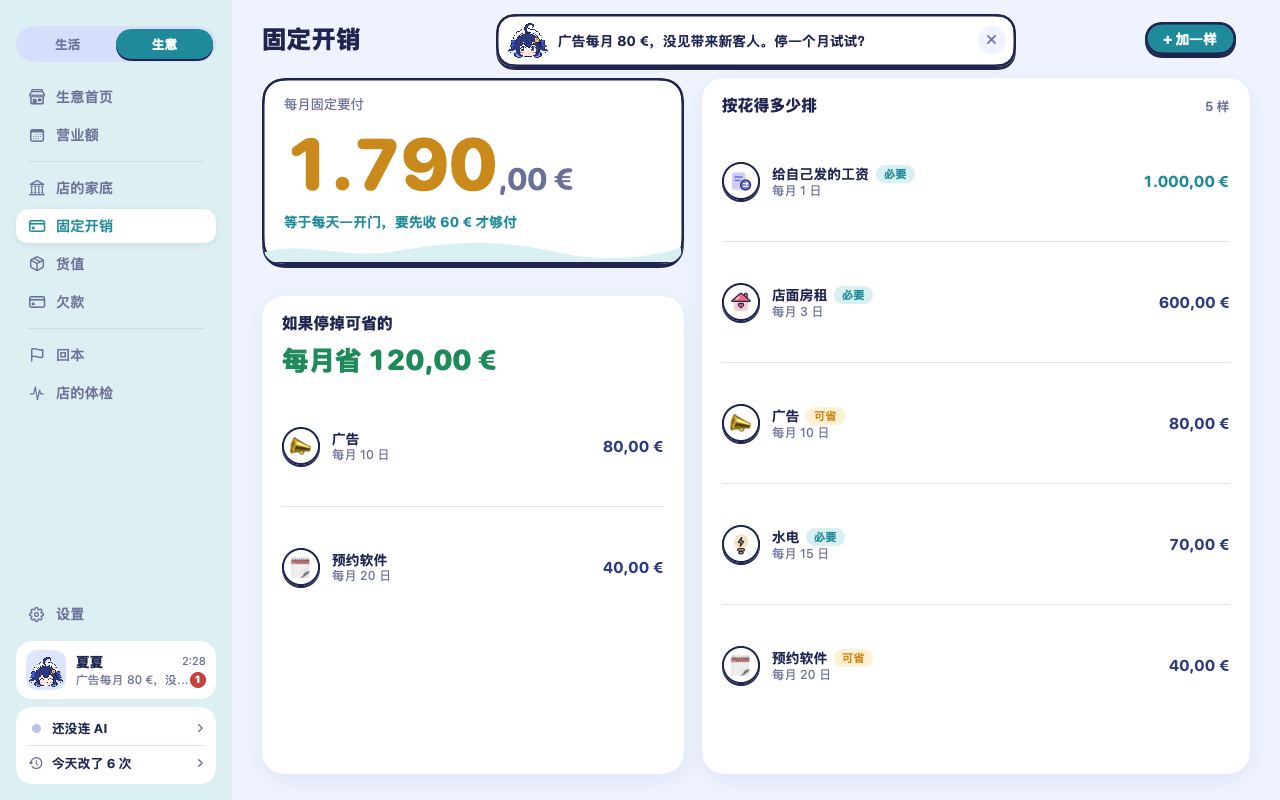 生活
生意
生意首页
营业额
店的家底
固定开销
货值
欠款
回本
店的体检
设置
夏夏
2:28
广告每月 80 €，没…
1
还没连 AI
今天改了 6 次
固定开销
广告每月 80 €，没见带来新客人。停一个月试试?
+ 加一样
每月固定要付
1.790,00 €
等于每天一开门，要先收 60 € 才够付
如果停掉可省的
每月省 120,00 €
广告
每月 10 日
80,00 €
预约软件
每月 20 日
40,00 €
按花得多少排
5 样
给自己发的工资 必要
每月 1 日
1.000,00 €
店面房租 必要
每月 3 日
600,00 €
广告 可省
每月 10 日
80,00 €
水电 必要
每月 15 日
70,00 €
预约软件 可省
每月 20 日
40,00 €